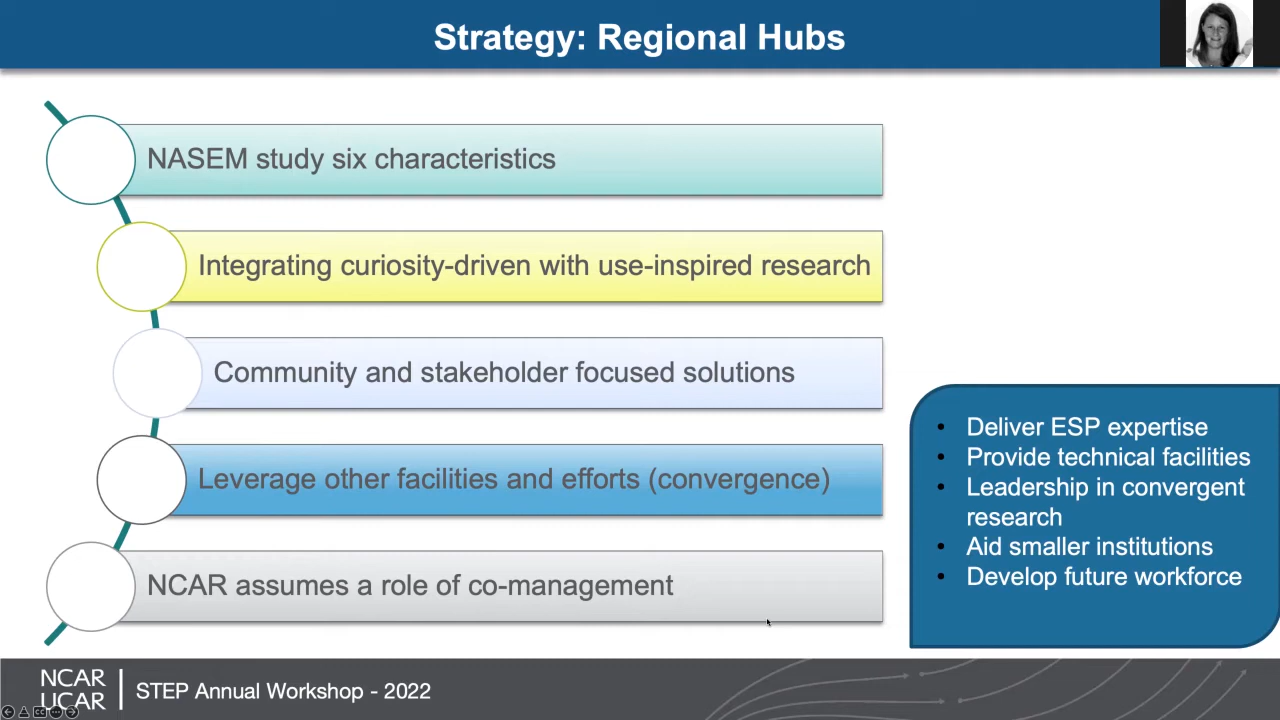 Strategy: Regional Hubs
NASEM study six characteristics
Integrating curiosity-driven with use-inspired research
Community and stakeholder focused solutions
Leverage other facilities and efforts (convergence)
NCAR assumes a role of co-management
• Deliver ESP expertise
• Provide technical facilities
• Leadership in convergent
research
• Aid smaller institutions
• Develop future workforce
NCAR
UCAR
STEP Annual Workshop - 2022